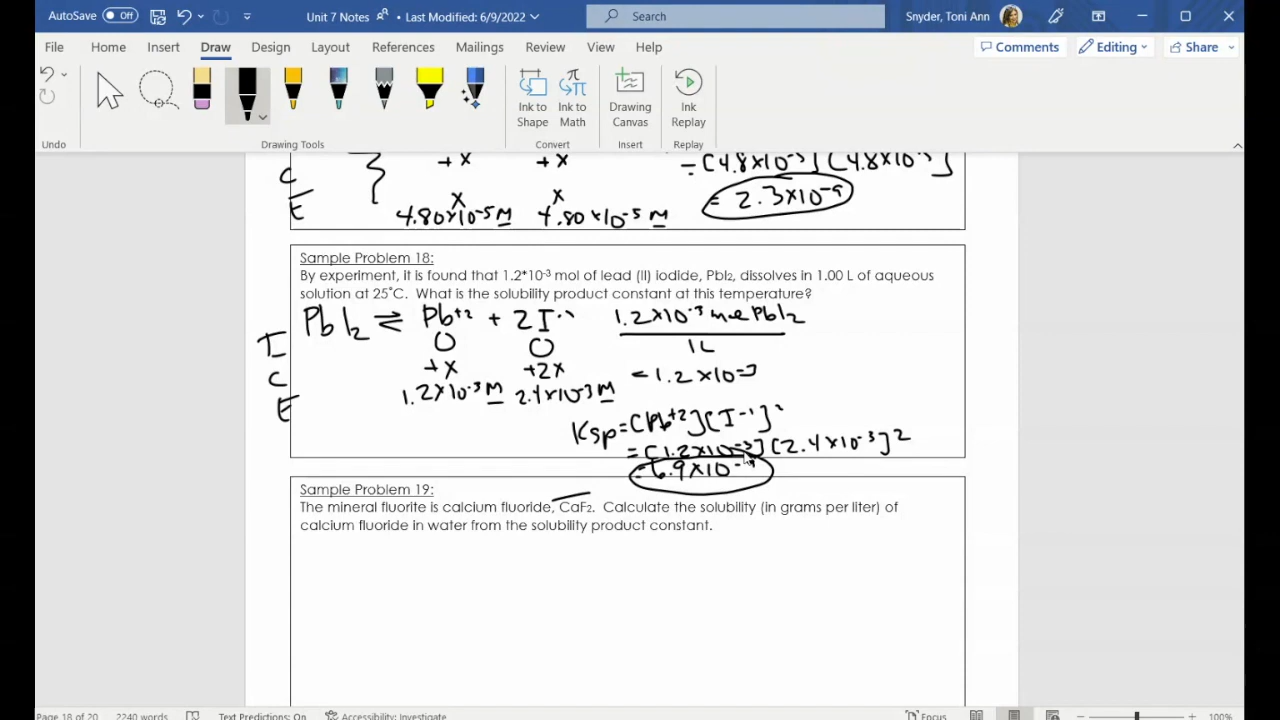 AutoSave Off Unit 7 Notes Last Modified: 6/9/2022 Search Snyder, Toni Ann
File Home Insert Draw Design Layout References Mailings Review View Help Comments Editing Share
Ink to Shape Ink to Math Drawing Canvas Ink Replay
Undo Drawing Tools Convert Insert Replay
C +x +x = [4.8x10⁻⁵][4.8x10⁻⁵]
E x x = 2.3x10⁻⁹
4.80x10⁻⁵ M 4.80x10⁻⁵ M
Sample Problem 18:
By experiment, it is found that 1.2*10⁻³ mol of lead (II) iodide, PbI₂, dissolves in 1.00 L of aqueous
solution at 25˚C. What is the solubility product constant at this temperature?
PbI₂ ⇌ Pb⁺² + 2I⁻¹ 1.2x10⁻³ mol PbI₂
I 0 0 1L
C +x +2x = 1.2x10⁻³
E 1.2x10⁻³ M 2.4x10⁻³ M
Ksp = [Pb⁺²][I⁻¹]²
= [1.2x10⁻³][2.4x10⁻³]²
= 6.9x10
Sample Problem 19:
The mineral fluorite is calcium fluoride, CaF₂. Calculate the solubility (in grams per liter) of
calcium fluoride in water from the solubility product constant.
Page 18 of 20 2240 words Text Predictions: On Accessibility: Investigate Focus 100%